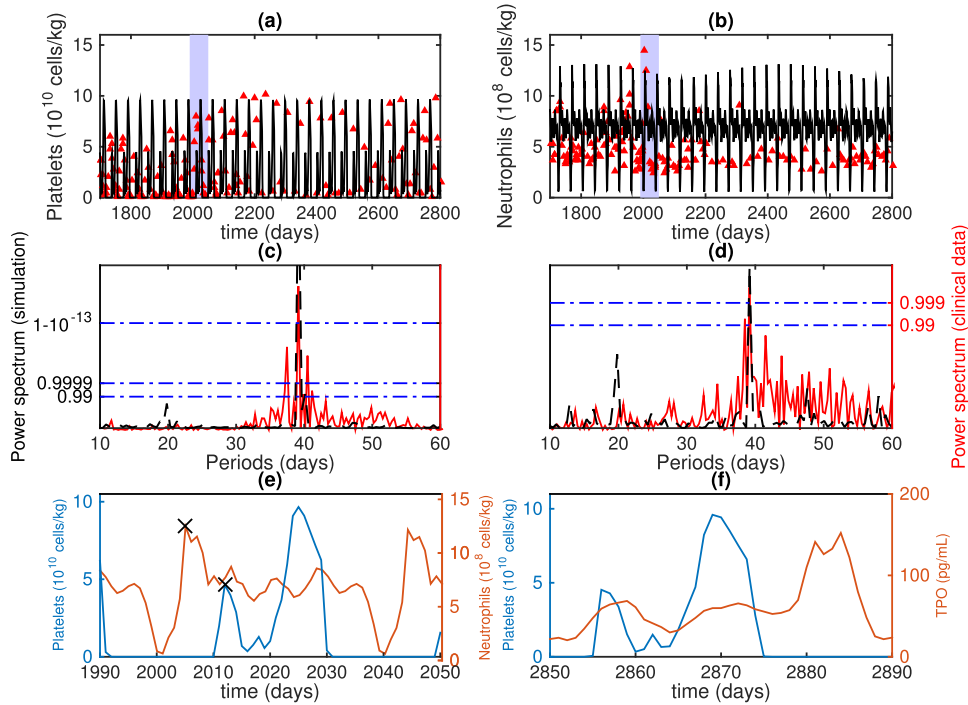 (a)
Platelets (10^10 cells/kg)
15
10
5
0
1800 2000 2200 2400 2600 2800
time (days)
(b)
Neutrophils (10^8 cells/kg)
15
10
5
0
1800 2000 2200 2400 2600 2800
time (days)
(c)
Power spectrum (simulation)
1-10^-13
0.9999
0.99
10 20 30 40 50 60
Periods (days)
(d)
Power spectrum (clinical data)
0.999
0.99
10 20 30 40 50 60
Periods (days)
(e)
Platelets (10^10 cells/kg)
10
5
0
Neutrophils (10^8 cells/kg)
15
10
5
0
1990 2000 2010 2020 2030 2040 2050
time (days)
(f)
Platelets (10^10 cells/kg)
10
5
0
TPO (pg/mL)
200
100
0
2850 2860 2870 2880 2890
time (days)